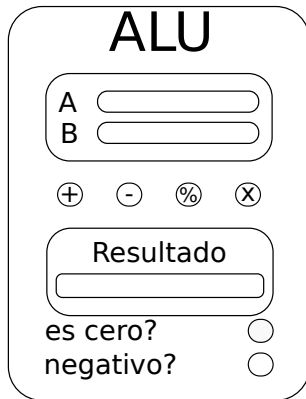 ALU
A
B
+ - % x
Resultado
es cero?
negativo?